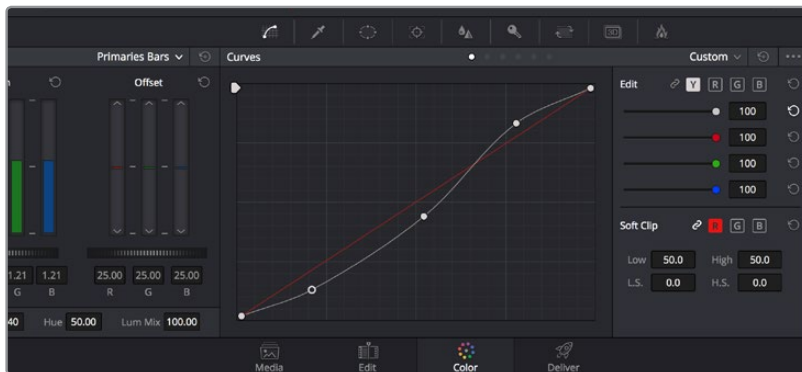 3D
Primaries Bars Curves Custom
Offset Edit Y R G B
100
100
100
100
Soft Clip R G B
1.21 1.21 25.00 25.00 25.00 Low 50.0 High 50.0
G B R G B L.S. 0.0 H.S. 0.0
40 Hue 50.00 Lum Mix 100.00
Media Edit Color Deliver